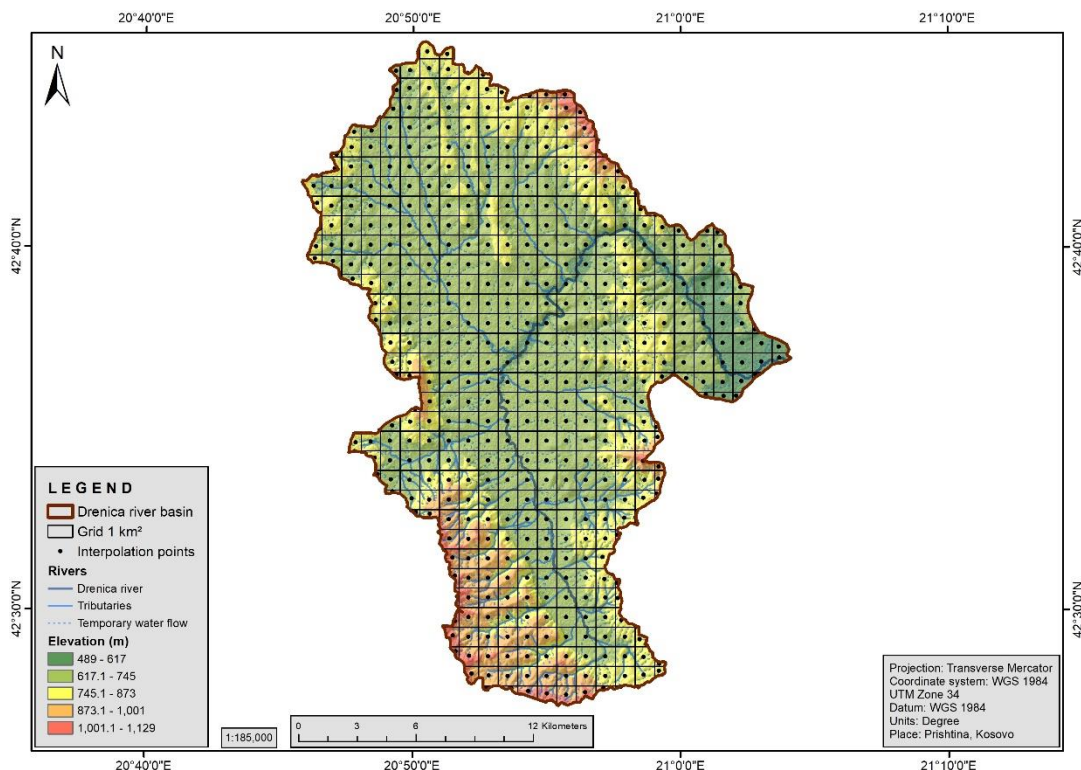 20°40'0"E 20°50'0"E 21°0'0"E 21°10'0"E
N
42°40'0"N 42°40'0"N
42°30'0"N 42°30'0"N
LEGEND
Drenica river basin
Grid 1 km²
Interpolation points
Rivers
Drenica river
Tributaries
Temporary water flow
Elevation (m)
489 - 617
617.1 - 745
745.1 - 873
873.1 - 1,001
1,001.1 - 1,129
1:185,000
0 3 6 12 Kilometers
Projection: Transverse Mercator
Coordinate system: WGS 1984
UTM Zone 34
Datum: WGS 1984
Units: Degree
Place: Prishtina, Kosovo
20°40'0"E 20°50'0"E 21°0'0"E 21°10'0"E